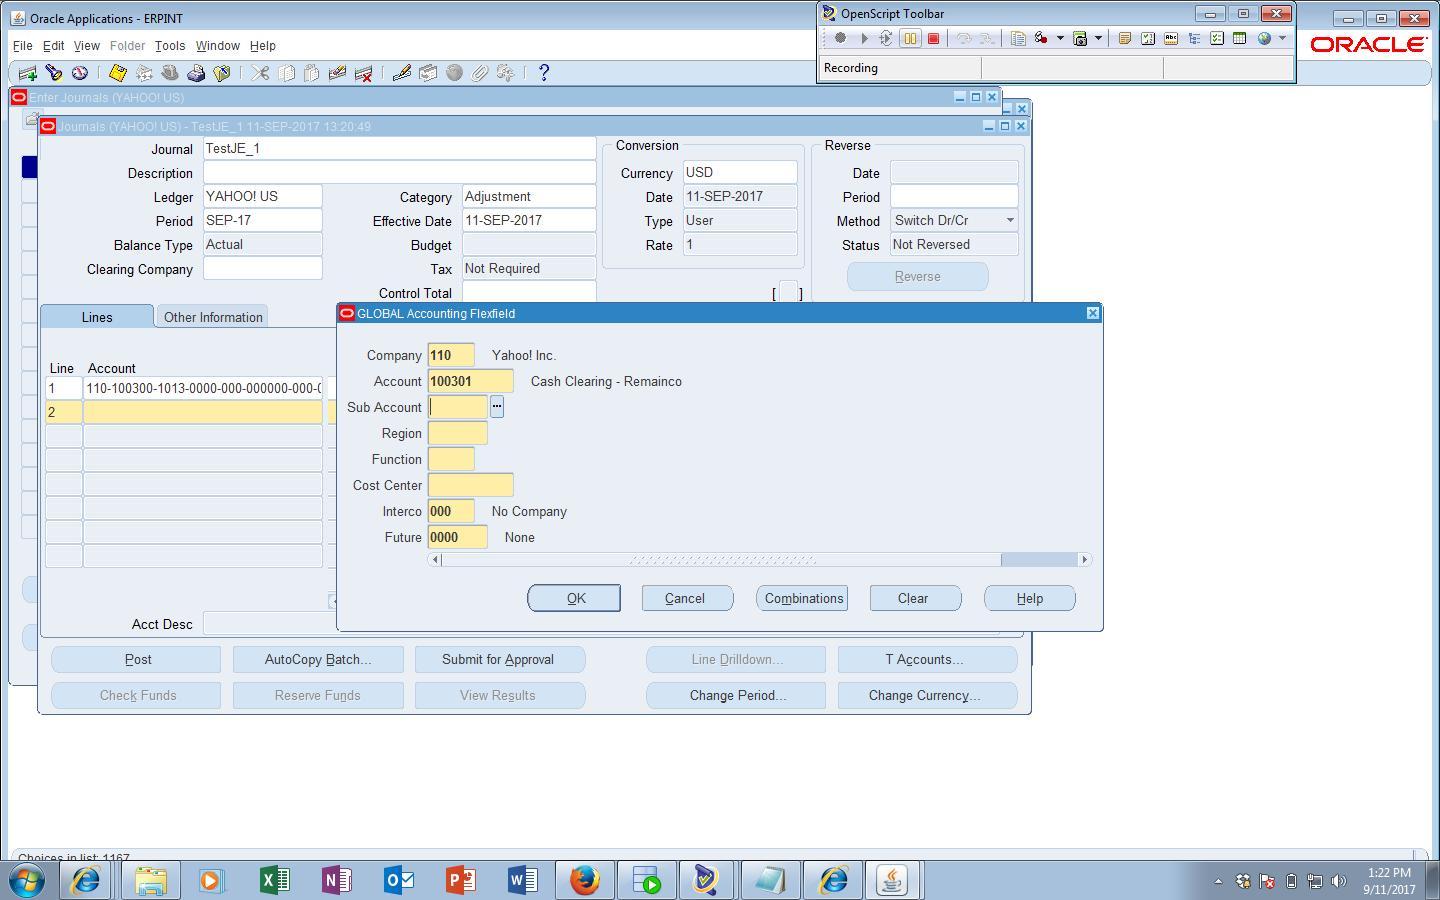 Oracle Applications - ERPINT
OpenScript Toolbar
File Edit View Folder Tools Window Help
ORACLE
Recording
Enter Journals (YAHOO! US)
Journals (YAHOO! US) - TestJE_1 11-SEP-2017 13:20:49
Journal TestJE_1
Description
Ledger YAHOO! US
Period SEP-17
Balance Type Actual
Clearing Company
Category Adjustment
Effective Date 11-SEP-2017
Budget
Tax Not Required
Control Total
Conversion
Currency USD
Date 11-SEP-2017
Type User
Rate 1
Reverse
Date
Period
Method Switch Dr/Cr
Status Not Reversed
Reverse
[ ]
Lines Other Information
Line Account
1 110-100300-1013-0000-000-000000-000-0
2
GLOBAL Accounting Flexfield
Company 110 Yahoo! Inc.
Account 100301 Cash Clearing - Remainco
Sub Account
Region
Function
Cost Center
Interco 000 No Company
Future 0000 None
OK Cancel Combinations Clear Help
Acct Desc
Post AutoCopy Batch... Submit for Approval Line Drilldown... T Accounts...
Check Funds Reserve Funds View Results Change Period... Change Currency...
Choices in list: 1167
1:22 PM
9/11/2017